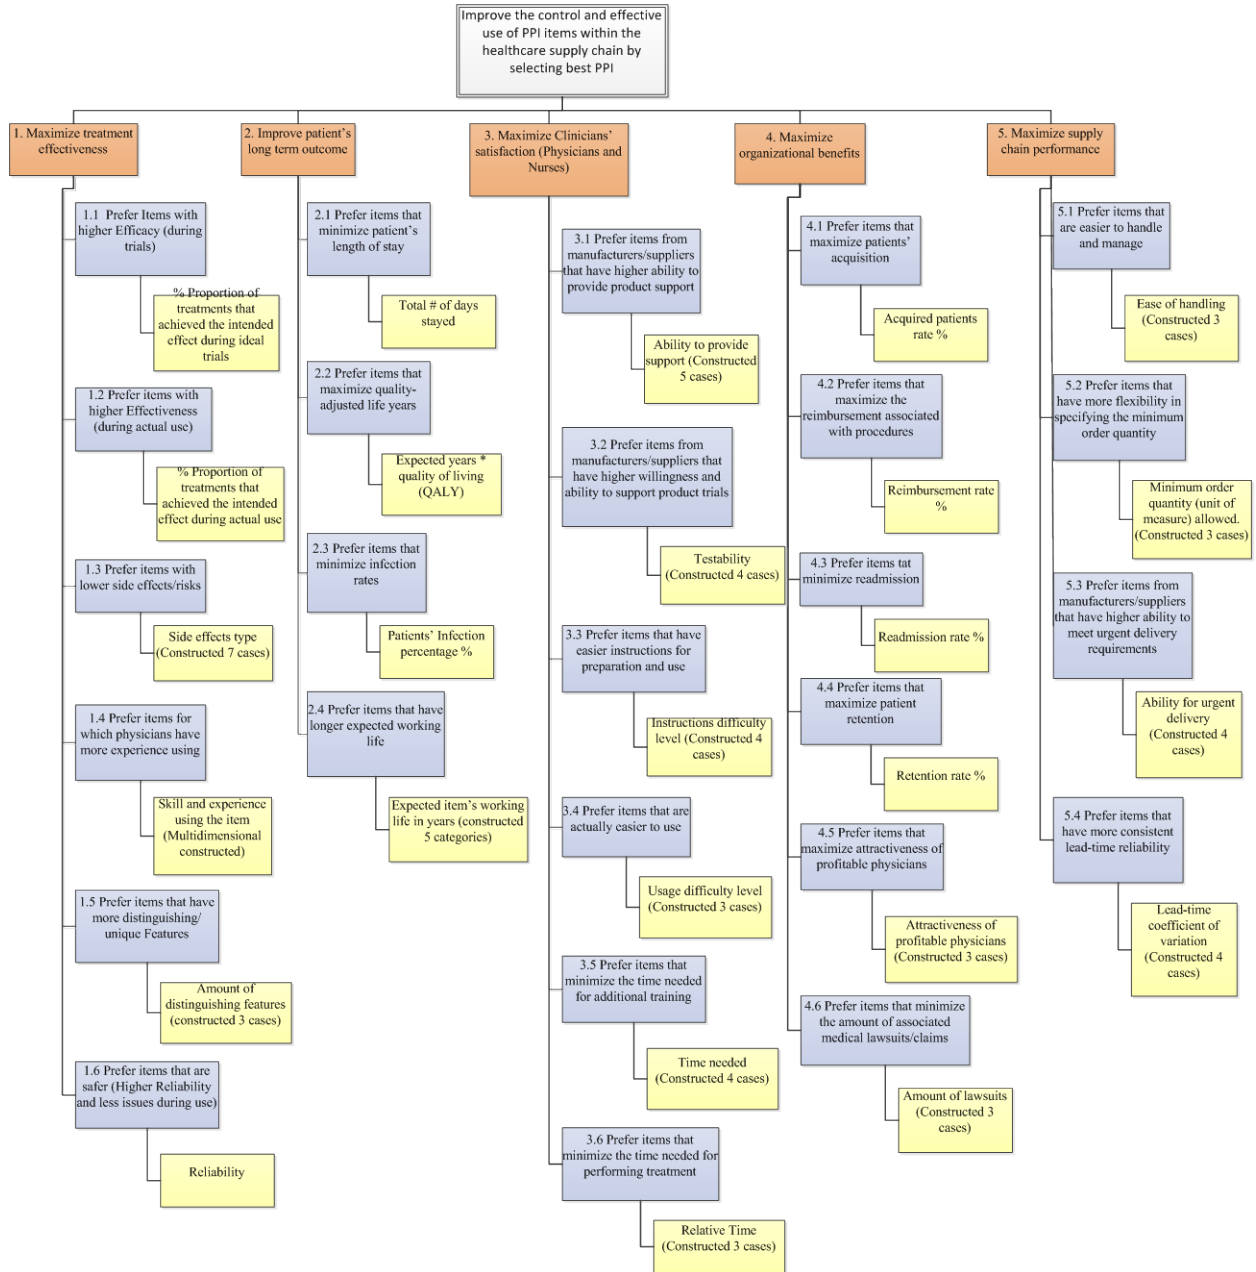 Improve the control and effective
use of PPI items within the
healthcare supply chain by
selecting best PPI
1. Maximize treatment
effectiveness
1.1 Prefer Items with
higher Efficacy (during
trials)
% Proportion of
treatments that
achieved the intended
effect during ideal
trials
1.2 Prefer items with
higher Effectiveness
(during actual use)
% Proportion of
treatments that
achieved the intended
effect during actual use
1.3 Prefer items with
lower side effects/risks
Side effects type
(Constructed 7 cases)
1.4 Prefer items for
which physicians have
more experience using
Skill and experience
using the item
(Multidimensional
constructed)
1.5 Prefer items that have
more distinguishing/
unique Features
Amount of
distinguishing features
(constructed 3 cases)
1.6 Prefer items that are
safer (Higher Reliability
and less issues during use)
Reliability
2. Improve patient's
long term outcome
2.1 Prefer items that
minimize patient's
length of stay
Total # of days
stayed
2.2 Prefer items that
maximize quality-
adjusted life years
Expected years *
quality of living
(QALY)
2.3 Prefer items that
minimize infection
rates
Patients' Infection
percentage %
2.4 Prefer items that have
longer expected working
life
Expected item's working
life in years (constructed
5 categories)
3. Maximize Clinicians'
satisfaction (Physicians and
Nurses)
3.1 Prefer items from
manufacturers/suppliers
that have higher ability to
provide product support
Ability to provide
support (Constructed
5 cases)
3.2 Prefer items from
manufacturers/suppliers that
have higher willingness and
ability to support product trials
Testability
(Constructed 4 cases)
3.3 Prefer items that have
easier instructions for
preparation and use
Instructions difficulty
level (Constructed 4
cases)
3.4 Prefer items that are
actually easier to use
Usage difficulty level
(Constructed 3 cases)
3.5 Prefer items that
minimize the time needed
for additional training
Time needed
(Constructed 4 cases)
3.6 Prefer items that
minimize the time needed for
performing treatment
Relative Time
(Constructed 3 cases)
4. Maximize
organizational benefits
4.1 Prefer items that
maximize patients'
acquisition
Acquired patients
rate %
4.2 Prefer items that
maximize the
reimbursement associated
with procedures
Reimbursement rate
%
4.3 Prefer items tat
minimize readmission
Readmission rate %
4.4 Prefer items that
maximize patient
retention
Retention rate %
4.5 Prefer items that
maximize attractiveness of
profitable physicians
Attractiveness of
profitable physicians
(Constructed 3 cases)
4.6 Prefer items that minimize
the amount of associated
medical lawsuits/claims
Amount of lawsuits
(Constructed 3
cases)
5. Maximize supply
chain performance
5.1 Prefer items that
are easier to handle
and manage
Ease of handling
(Constructed 3
cases)
5.2 Prefer items that
have more flexibility in
specifying the minimum
order quantity
Minimum order
quantity (unit of
measure) allowed.
(Constructed 3 cases)
5.3 Prefer items from
manufacturers/suppliers
that have higher ability to
meet urgent delivery
requirements
Ability for urgent
delivery
(Constructed 4
cases)
5.4 Prefer items that
have more consistent
lead-time reliability
Lead-time
coefficient of
variation
(Constructed 4
cases)